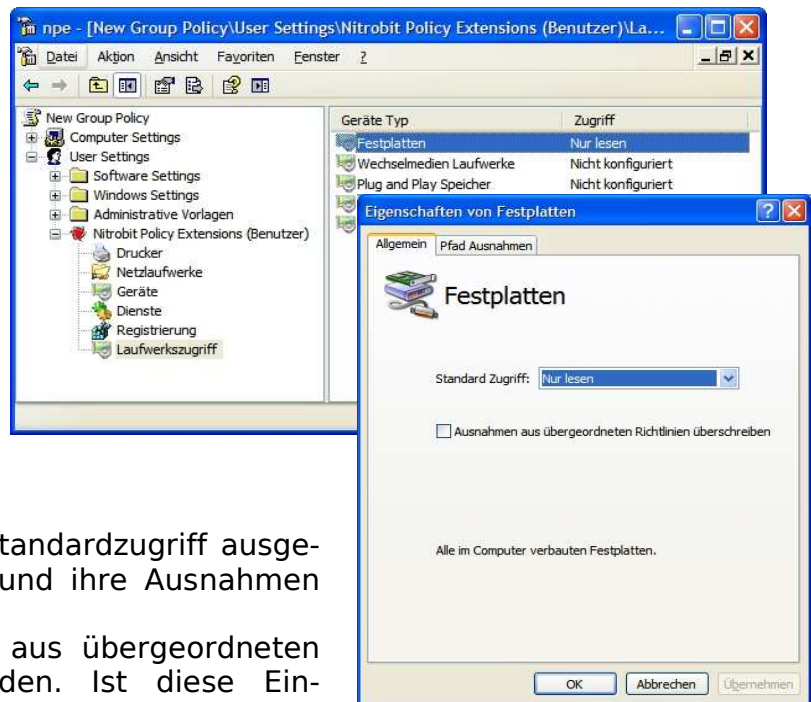 npe - [New Group Policy\User Settings\Nitrobit Policy Extensions (Benutzer)\La...
Datei Aktion Ansicht Favoriten Fenster ?
New Group Policy
Computer Settings
User Settings
Software Settings
Windows Settings
Administrative Vorlagen
Nitrobit Policy Extensions (Benutzer)
Drucker
Netzlaufwerke
Geräte
Dienste
Registrierung
Laufwerkszugriff
Geräte Typ Zugriff
Festplatten Nur lesen
Wechselmedien Laufwerke Nicht konfiguriert
Plug and Play Speicher Nicht konfiguriert
Eigenschaften von Festplatten
Allgemein Pfad Ausnahmen
Festplatten
Standard Zugriff: Nur lesen
Ausnahmen aus übergeordneten Richtlinien überschreiben
Alle im Computer verbauten Festplatten.
OK Abbrechen Übernehmen
tandardzugriff ausge-
und ihre Ausnahmen
aus übergeordneten
den. Ist diese Ein-